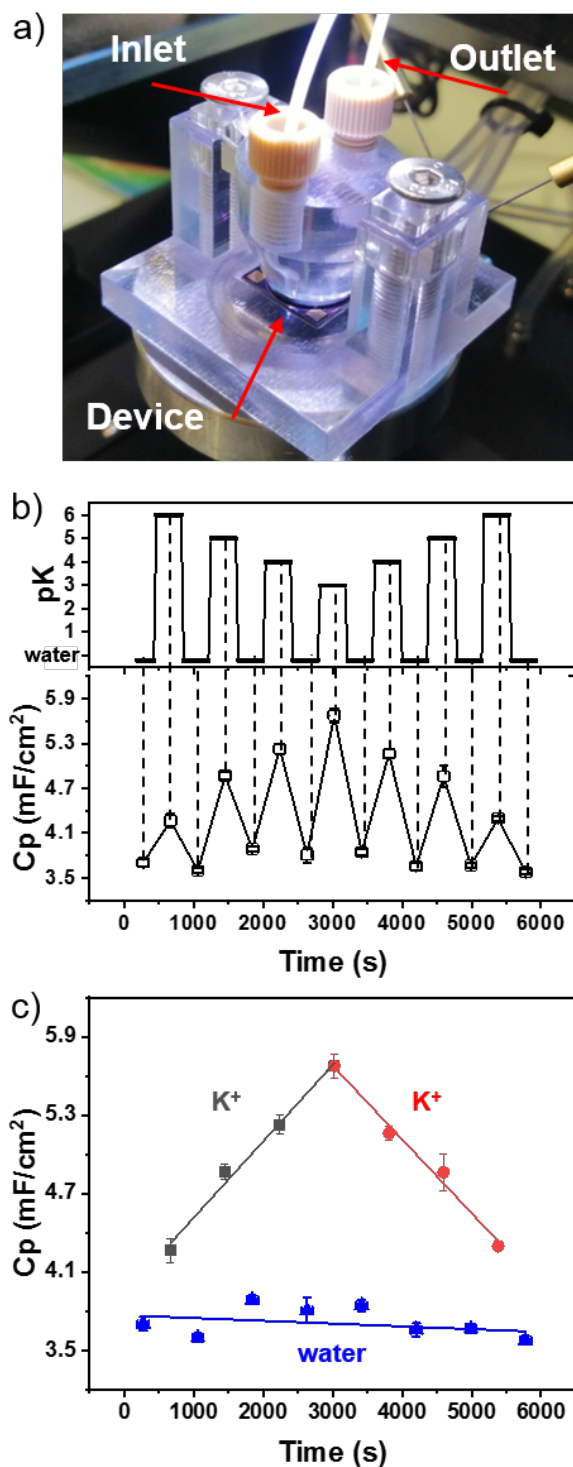 a)
Inlet
Outlet
Device
b)
6
5
4
3
2
1
water
pK
5.9
5.3
4.7
4.1
3.5
Cp (mF/cm²)
0 1000 2000 3000 4000 5000 6000
Time (s)
c)
5.9
5.3
4.7
4.1
3.5
Cp (mF/cm²)
K⁺ K⁺
water
0 1000 2000 3000 4000 5000 6000
Time (s)